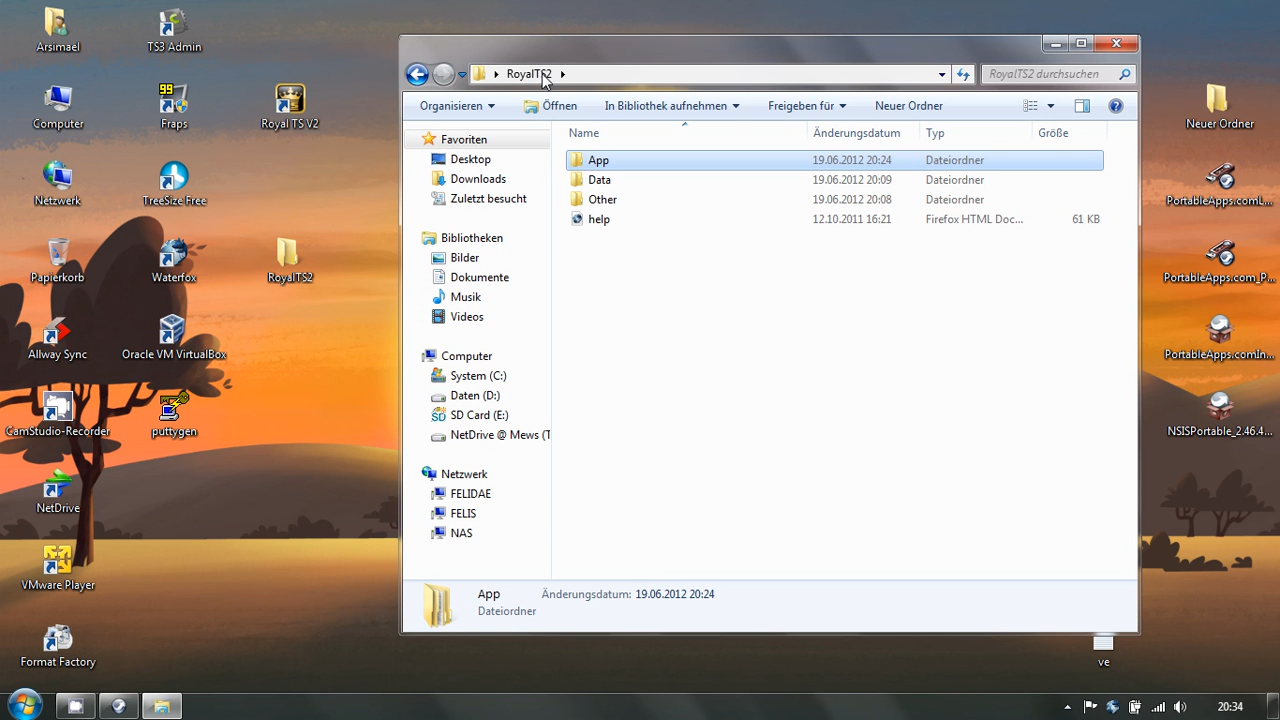 Arsimael
TS3 Admin
Computer
Fraps
99
Royal TS V2
Netzwerk
TreeSize Free
Papierkorb
Waterfox
RoyalTS2
Allway Sync
Oracle VM VirtualBox
CamStudio-Recorder
puttygen
NetDrive
VMware Player
Format Factory
RoyalTS2
RoyalTS2 durchsuchen
Organisieren
Öffnen
In Bibliothek aufnehmen
Freigeben für
Neuer Ordner
Favoriten
Desktop
Downloads
Zuletzt besucht
Bibliotheken
Bilder
Dokumente
Musik
Videos
Computer
System (C:)
Daten (D:)
SD Card (E:)
NetDrive @ Mews (T
Netzwerk
FELIDAE
FELIS
NAS
Name Änderungsdatum Typ Größe
App 19.06.2012 20:24 Dateiordner
Data 19.06.2012 20:09 Dateiordner
Other 19.06.2012 20:08 Dateiordner
help 12.10.2011 16:21 Firefox HTML Doc... 61 KB
App Änderungsdatum: 19.06.2012 20:24
Dateiordner
Neuer Ordner
PortableApps.comL...
PortableApps.com_P...
PortableApps.comIn...
NSISPortable_2.46.4...
ve
20:34